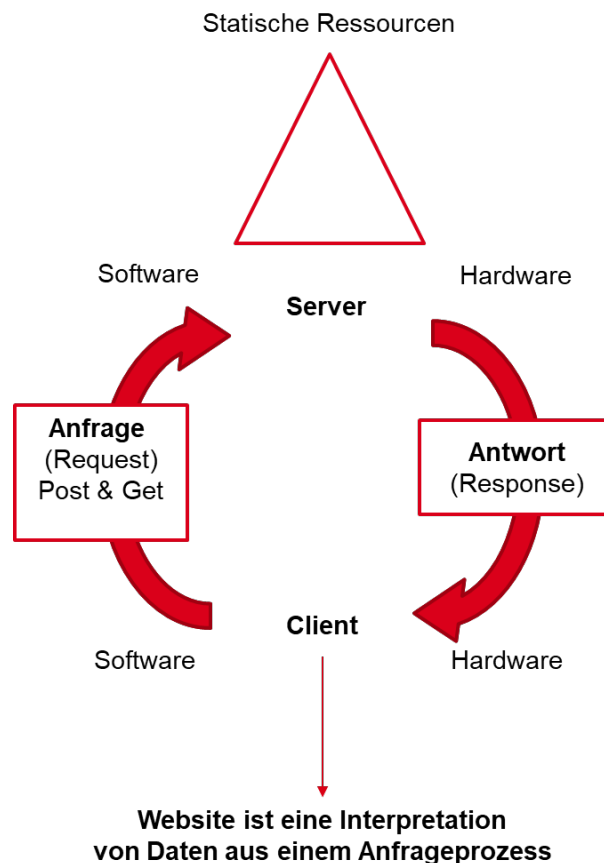 Statische Ressourcen
Software
Hardware
Server
Anfrage
(Request)
Post & Get
Antwort
(Response)
Client
Software
Hardware
Website ist eine Interpretation
von Daten aus einem Anfrageprozess